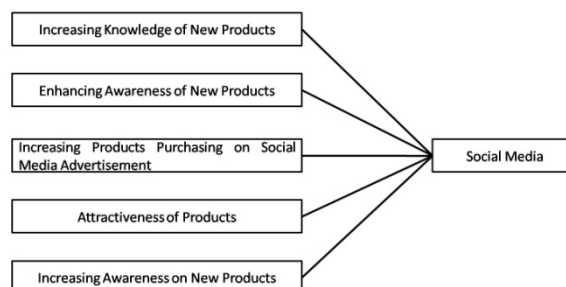 Increasing Knowledge of New Products
Enhancing Awareness of New Products
Increasing Products Purchasing on Social
Media Advertisement
Social Media
Attractiveness of Products
Increasing Awareness on New Products